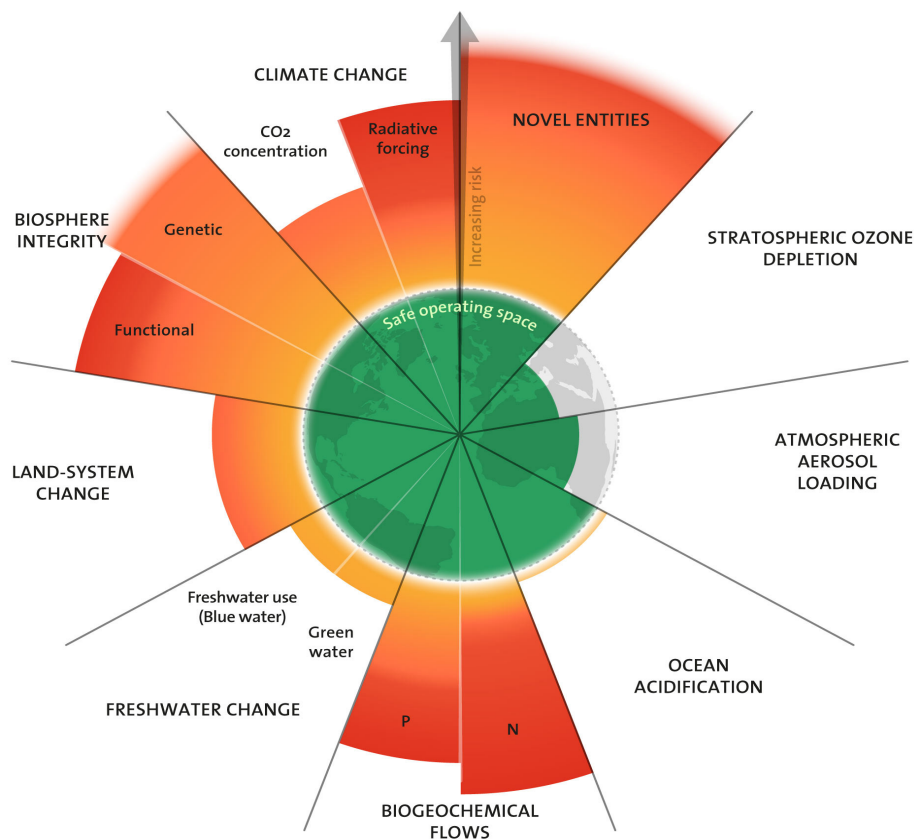 CLIMATE CHANGE
CO2
concentration
Radiative
forcing
NOVEL ENTITIES
Increasing risk
STRATOSPHERIC OZONE
DEPLETION
BIOSPHERE
INTEGRITY
Genetic
Functional
Safe operating space
LAND-SYSTEM
CHANGE
ATMOSPHERIC
AEROSOL
LOADING
Freshwater use
(Blue water)
Green
water
FRESHWATER CHANGE
P
N
BIOGEOCHEMICAL
FLOWS
OCEAN
ACIDIFICATION